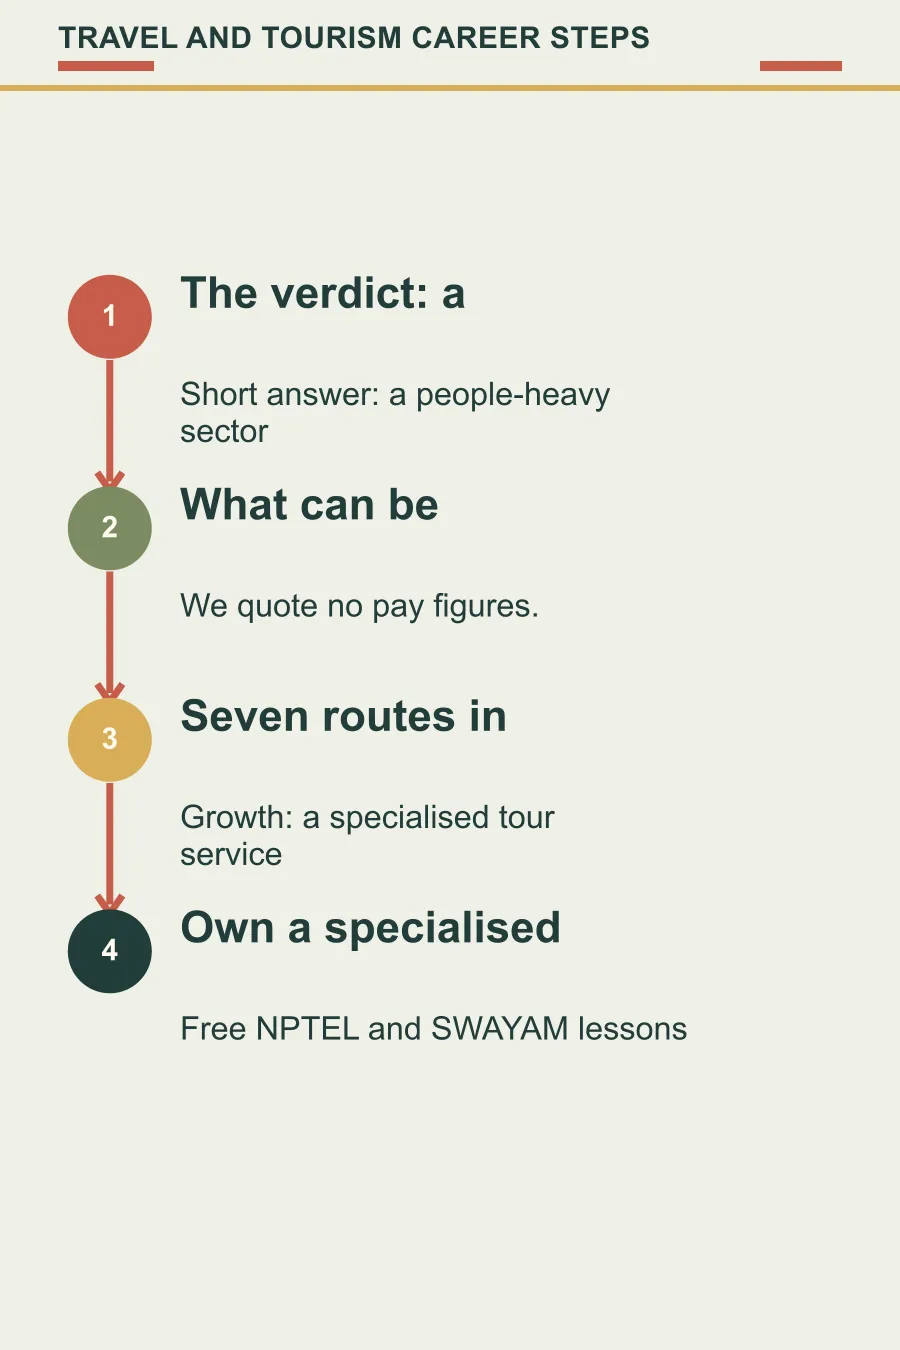 TRAVEL AND TOURISM CAREER STEPS
1
The verdict: a
Short answer: a people-heavy
sector
2
What can be
We quote no pay figures.
3
Seven routes in
Growth: a specialised tour
service
4
Own a specialised
Free NPTEL and SWAYAM lessons